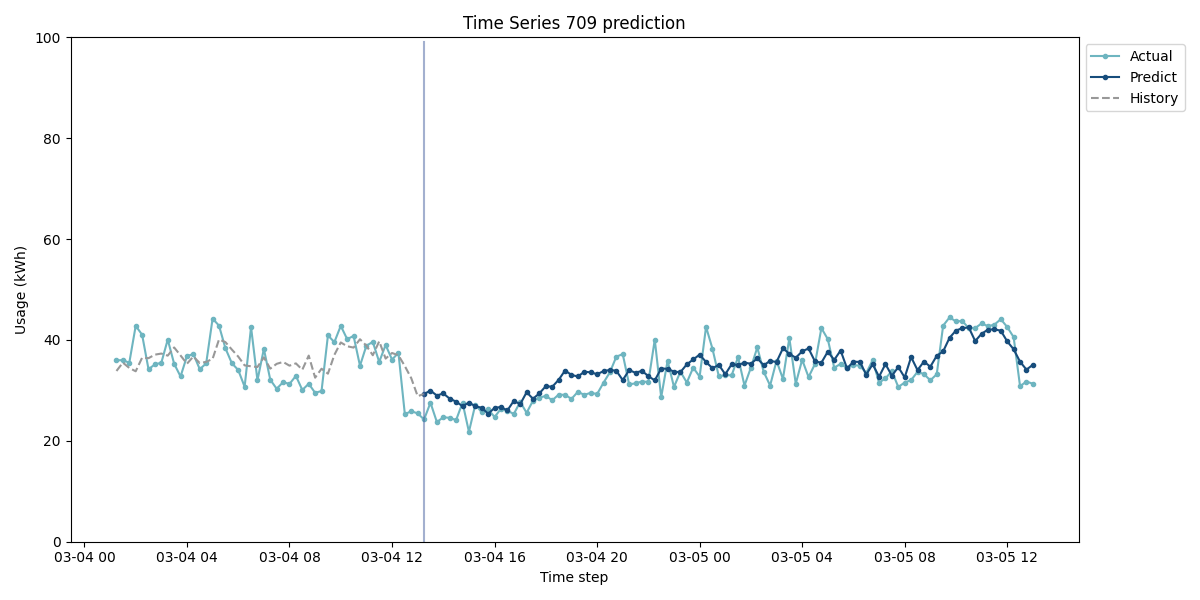 Time Series 709 prediction
Actual
Predict
History
Usage (kWh)
100
80
60
40
20
0
03-04 00
03-04 04
03-04 08
03-04 12
03-04 16
03-04 20
03-05 00
03-05 04
03-05 08
03-05 12
Time step